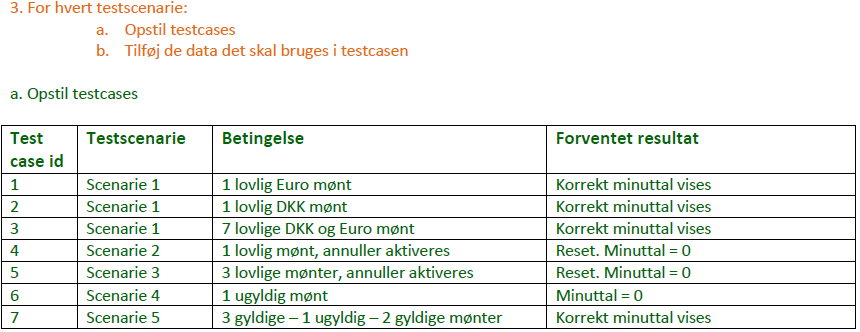 3. For hvert testscenarie:
a. Opstil testcases
b. Tilføj de data det skal bruges i testcasen
a. Opstil testcases
Test case id Testscenarie Betingelse Forventet resultat
1 Scenarie 1 1 lovlig Euro mønt Korrekt minuttal vises
2 Scenarie 1 1 lovlig DKK mønt Korrekt minuttal vises
3 Scenarie 1 7 lovlige DKK og Euro mønt Korrekt minuttal vises
4 Scenarie 2 1 lovlig mønt, annuller aktiveres Reset. Minuttal = 0
5 Scenarie 3 3 lovlige mønter, annuller aktiveres Reset. Minuttal = 0
6 Scenarie 4 1 ugyldig mønt Minuttal = 0
7 Scenarie 5 3 gyldige – 1 ugyldig – 2 gyldige mønter Korrekt minuttal vises